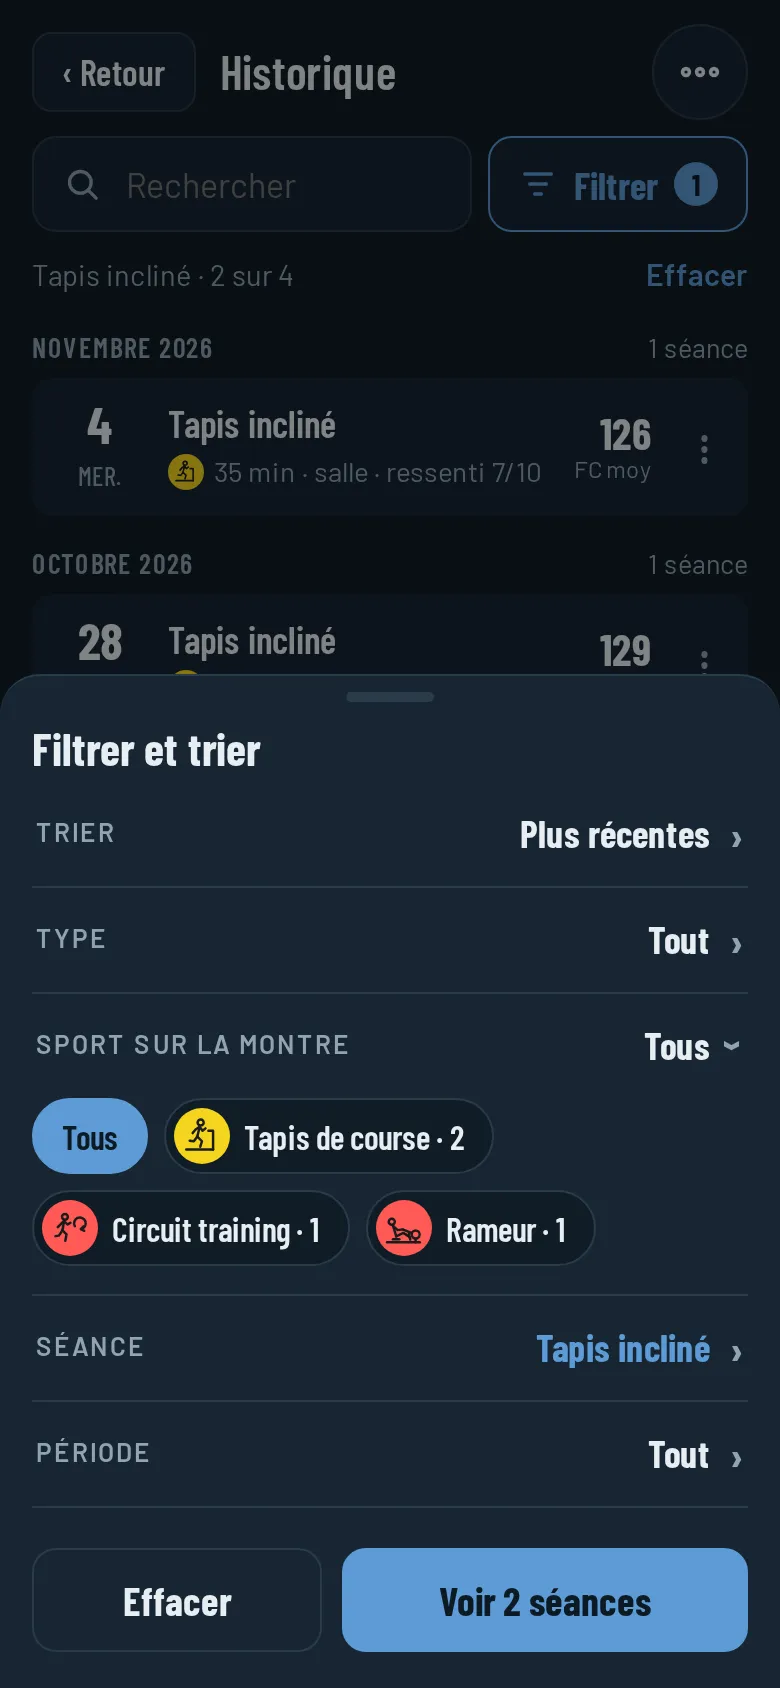 ‹ Retour
Historique
Rechercher
Filtrer 1
Tapis incliné · 2 sur 4
Effacer
NOVEMBRE 2026
1 séance
4
MER.
Tapis incliné
35 min · salle · ressenti 7/10
126
FC moy
OCTOBRE 2026
1 séance
28
Tapis incliné
129
Filtrer et trier
TRIER
Plus récentes ›
TYPE
Tout ›
SPORT SUR LA MONTRE
Tous ›
Tous
Tapis de course · 2
Circuit training · 1
Rameur · 1
SÉANCE
Tapis incliné ›
PÉRIODE
Tout ›
Effacer
Voir 2 séances